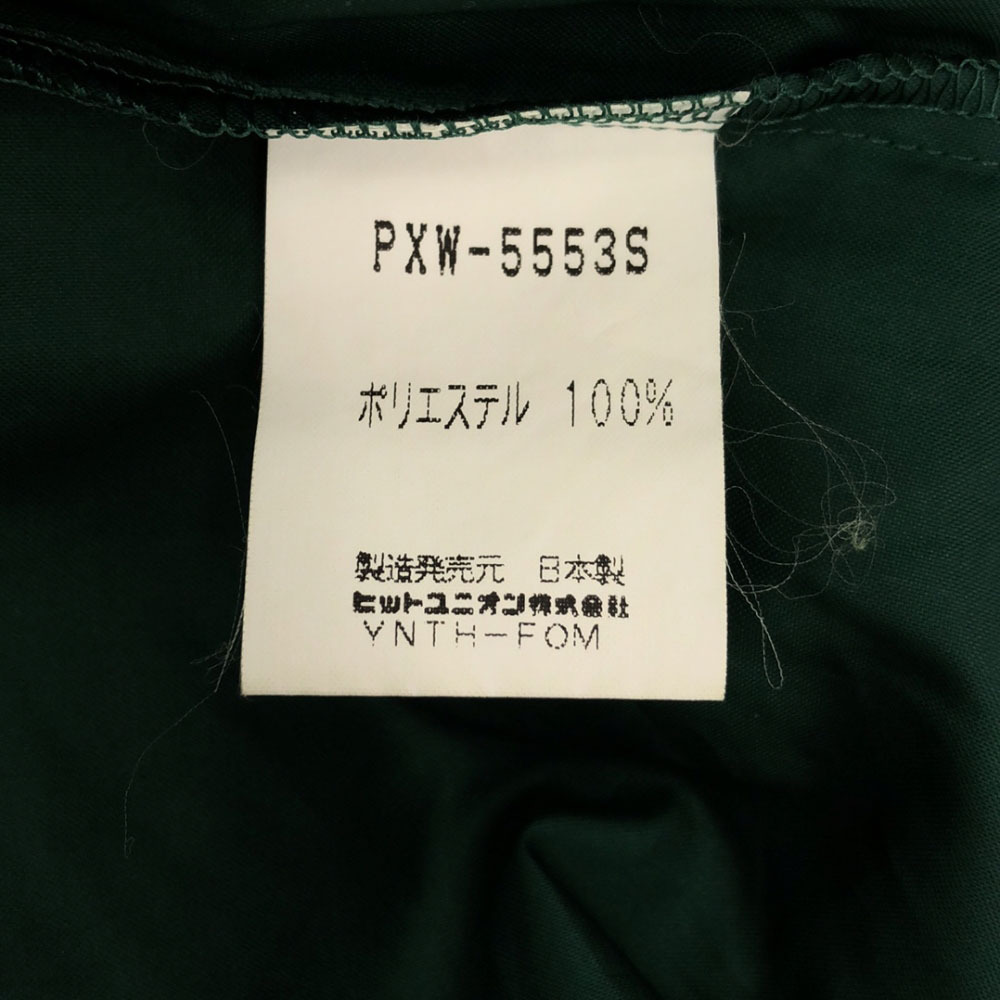 PXW-5553S
ポリエステル 100%
製造発売元 日本製
ヒットユニオン株式会社
YNTH-FOM